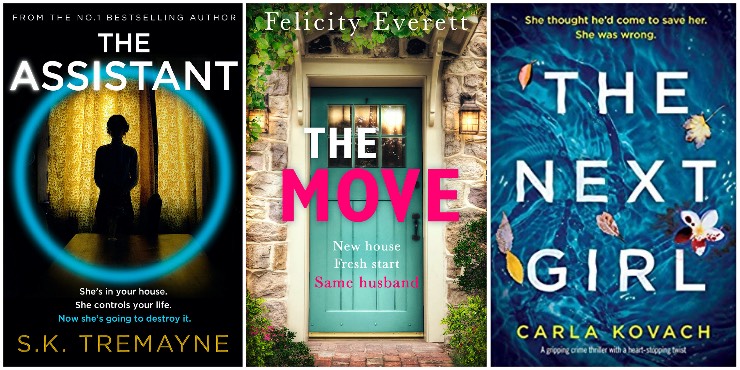 FROM THE NO.1 BESTSELLING AUTHOR
THE
ASSISTANT
She's in your house.
She controls your life.
Now she's going to destroy it.
S.K. TREMAYNE
Felicity Everett
THE
MOVE
New house
Fresh start
Same husband
She thought he'd come to save her.
She was wrong.
THE
NEXT
GIRL
CARLA KOVACH
A gripping crime thriller with a heart-stopping twist